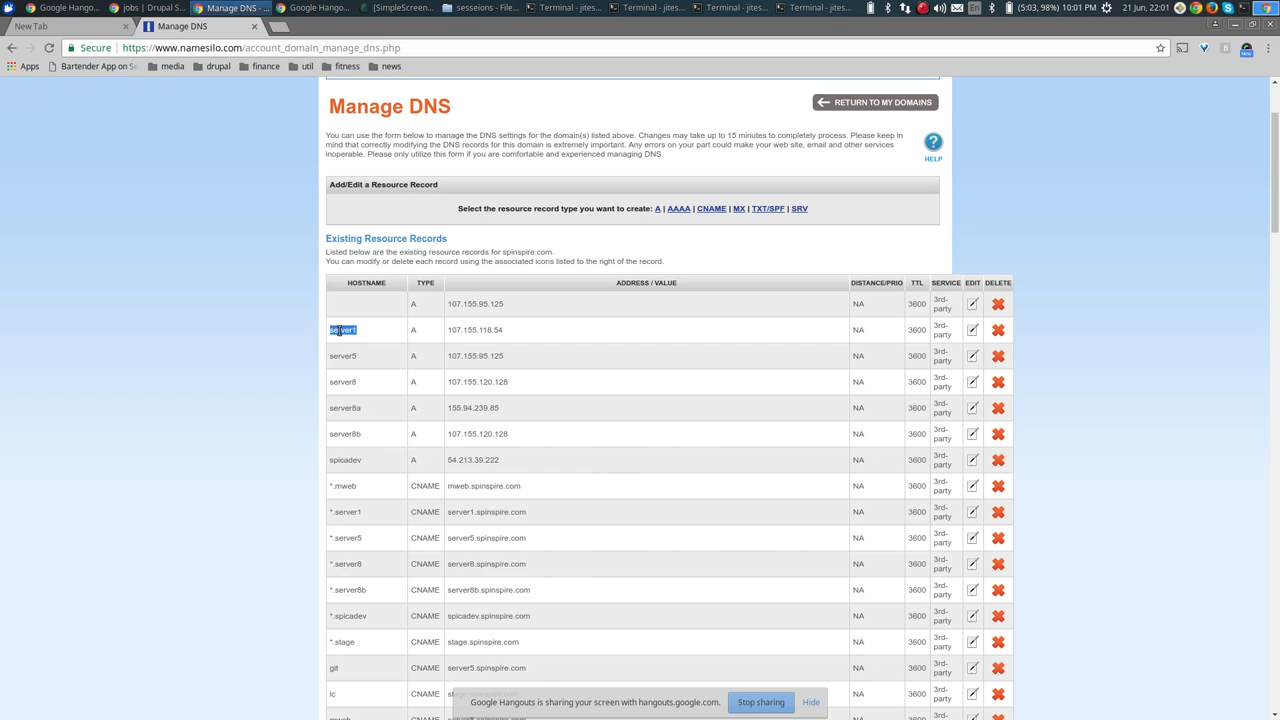 Google Hango
jobs | Drupal S
Manage DNS -
Google Hango
[SimpleScreen
sessions - File
Terminal - ites
Terminal - ites
Terminal - ites
Terminal - ites
En
(5:03, 98%) 10:01 PM
21 Jun, 22:01
New Tab
Manage DNS
Secure
https://www.namesilo.com/account_domain_manage_dns.php
Apps
Bartender App on Se
media
drupal
finance
util
fitness
news
Manage DNS
RETURN TO MY DOMAINS
You can use the form below to manage the DNS settings for the domain(s) listed above. Changes may take up to 15 minutes to completely process. Please keep in
mind that correctly modifying the DNS records for this domain is extremely important. Any errors on your part could make your web site, email and other services
inoperable. Please only utilize this form if you are comfortable and experienced managing DNS.
HELP
Add/Edit a Resource Record
Select the resource record type you want to create: A | AAAA | CNAME | MX | TXT/SPF | SRV
Existing Resource Records
Listed below are the existing resource records for spinspire.com.
You can modify or delete each record using the associated icons listed to the right of the record.
HOSTNAME TYPE ADDRESS / VALUE DISTANCE/PRIO TTL SERVICE EDIT DELETE
A 107.155.95.125 NA 3600 3rd-party
server1 A 107.155.118.54 NA 3600 3rd-party
server5 A 107.155.95.125 NA 3600 3rd-party
server8 A 107.155.120.128 NA 3600 3rd-party
server8a A 155.94.239.85 NA 3600 3rd-party
server8b A 107.155.120.128 NA 3600 3rd-party
spicadev A 54.213.39.222 NA 3600 3rd-party
*.mweb CNAME mweb.spinspire.com NA 3600 3rd-party
*.server1 CNAME server1.spinspire.com NA 3600 3rd-party
*.server5 CNAME server5.spinspire.com NA 3600 3rd-party
*.server8 CNAME server8.spinspire.com NA 3600 3rd-party
*.server8b CNAME server8b.spinspire.com NA 3600 3rd-party
*.spicadev CNAME spicadev.spinspire.com NA 3600 3rd-party
*.stage CNAME stage.spinspire.com NA 3600 3rd-party
git CNAME server5.spinspire.com NA 3600 3rd-party
lc CNAME stage.spinspire.com NA 3600 3rd-party
Google Hangouts is sharing your screen with hangouts.google.com.
Stop sharing
Hide